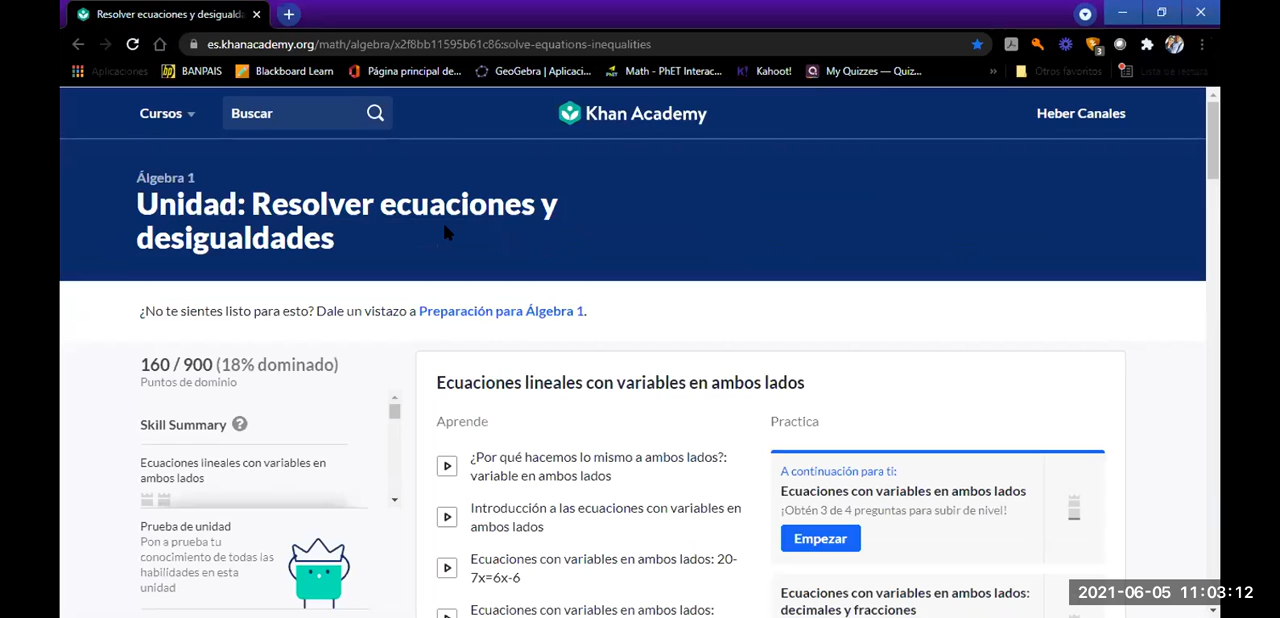 Resolver ecuaciones y desigualda
es.khanacademy.org/math/algebra/x2f8bb11595b61c86:solve-equations-inequalities
3
Aplicaciones
BANPAIS
Blackboard Learn
Página principal de...
GeoGebra | Aplicaci...
Math - PhET Interac...
K! Kahoot!
My Quizzes — Quiz...
»
Otros favoritos
Lista de lectura
Cursos
Buscar
Khan Academy
Heber Canales
Álgebra 1
Unidad: Resolver ecuaciones y
desigualdades
¿No te sientes listo para esto? Dale un vistazo a Preparación para Álgebra 1.
160 / 900 (18% dominado)
Puntos de dominio
Skill Summary ?
Ecuaciones lineales con variables en
ambos lados
Prueba de unidad
Pon a prueba tu
conocimiento de todas las
habilidades en esta
unidad
Ecuaciones lineales con variables en ambos lados
Aprende
¿Por qué hacemos lo mismo a ambos lados?:
variable en ambos lados
Introducción a las ecuaciones con variables en
ambos lados
Ecuaciones con variables en ambos lados: 20-
7x=6x-6
Ecuaciones con variables en ambos lados:
Practica
A continuación para ti:
Ecuaciones con variables en ambos lados
¡Obtén 3 de 4 preguntas para subir de nivel!
Empezar
Ecuaciones con variables en ambos lados:
decimales y fracciones
2021-06-05 11:03:12